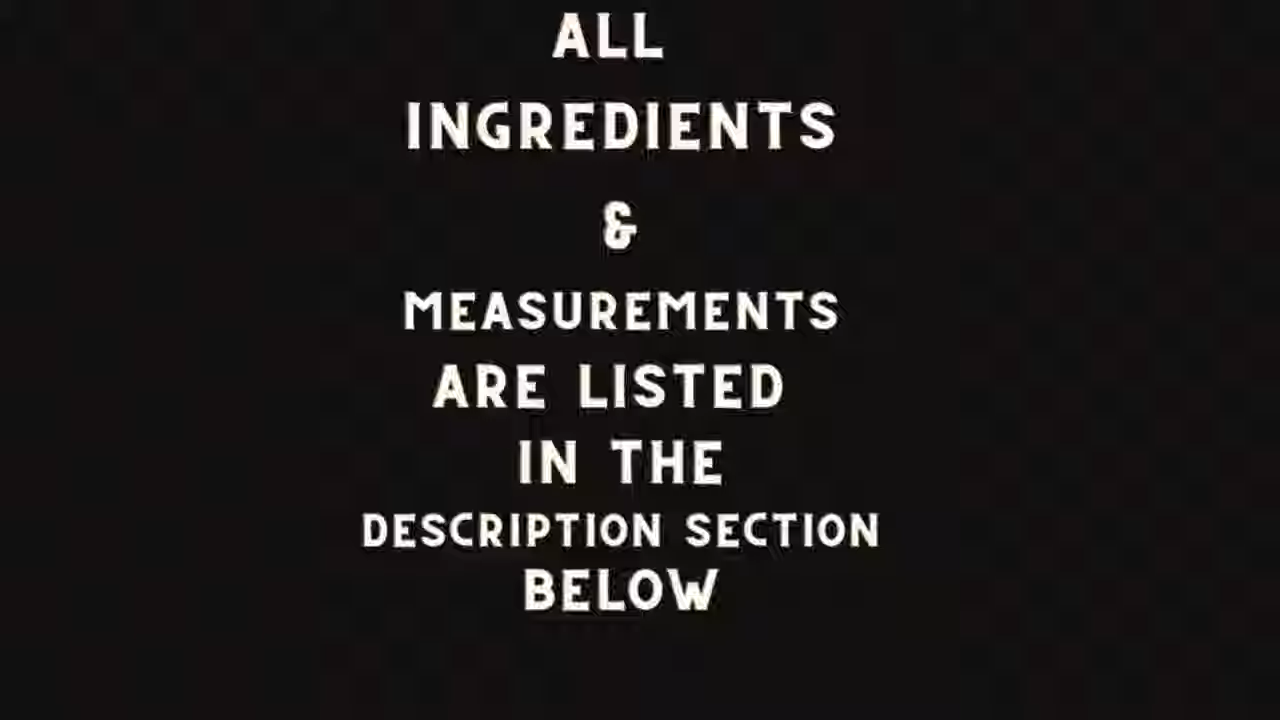 ALL
INGREDIENTS
&
MEASUREMENTS
ARE LISTED
IN THE
DESCRIPTION SECTION
BELOW